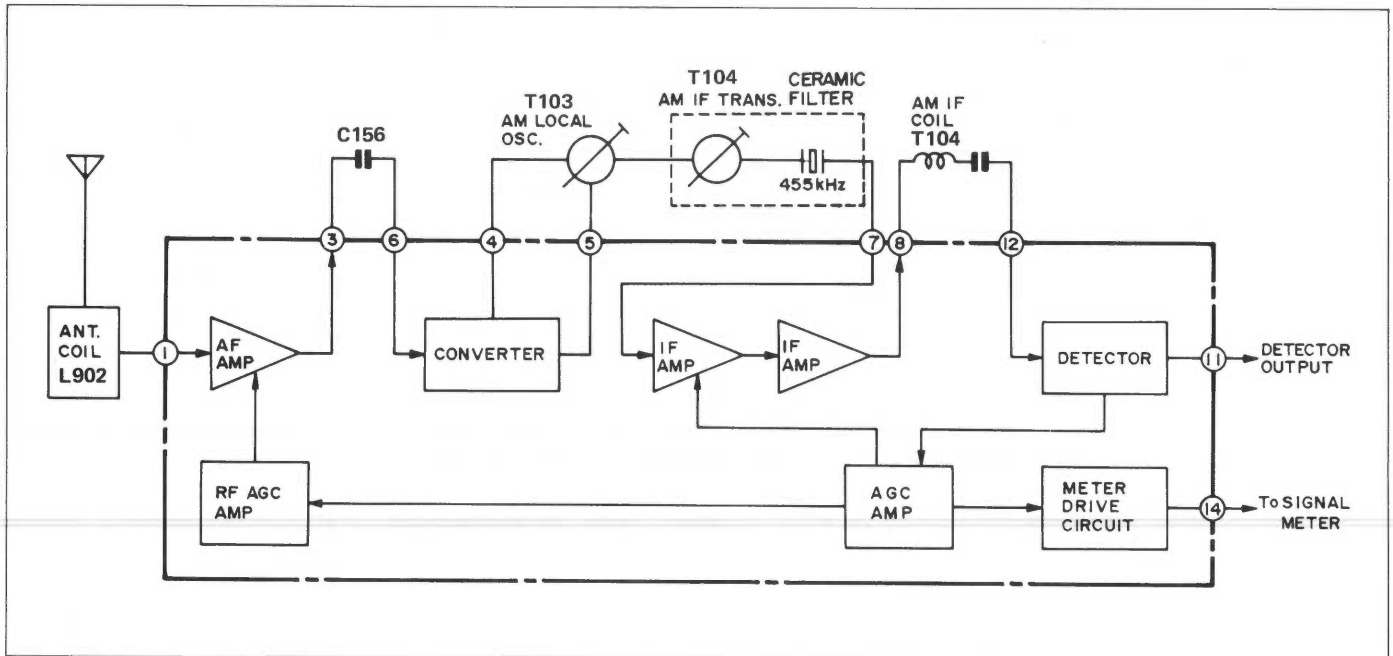 T104
AM IF TRANS.
CERAMIC
FILTER
T103
AM LOCAL
OSC.
AM IF
COIL
T104
C156
455kHz
3
6
4
5
7
8
12
ANT.
COIL
L902
1
AF
AMP
CONVERTER
IF
AMP
IF
AMP
DETECTOR
11
DETECTOR
OUTPUT
RF AGC
AMP
AGC
AMP
METER
DRIVE
CIRCUIT
14
To SIGNAL
METER